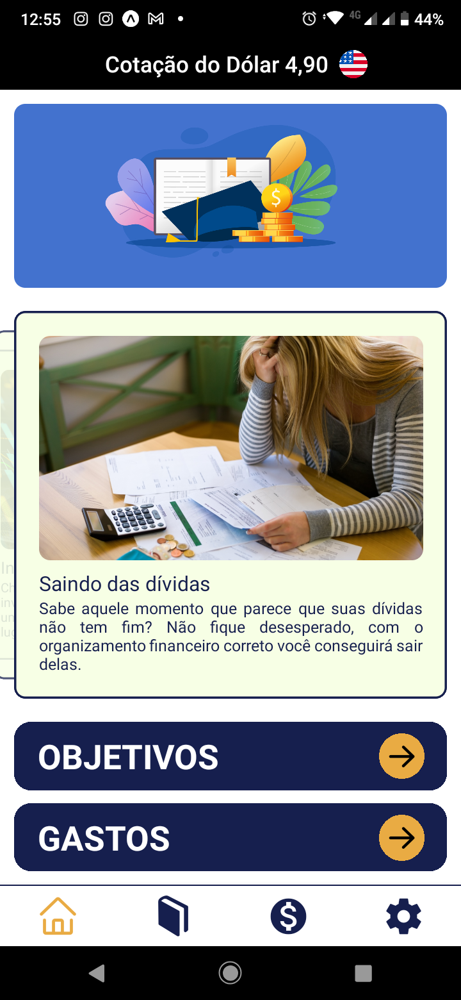 12:55
4G
44%
Cotação do Dólar 4,90
$
Saindo das dívidas
Sabe aquele momento que parece que suas dívidas
não tem fim? Não fique desesperado, com o
organizamento financeiro correto você conseguirá sair
delas.
OBJETIVOS
GASTOS
$